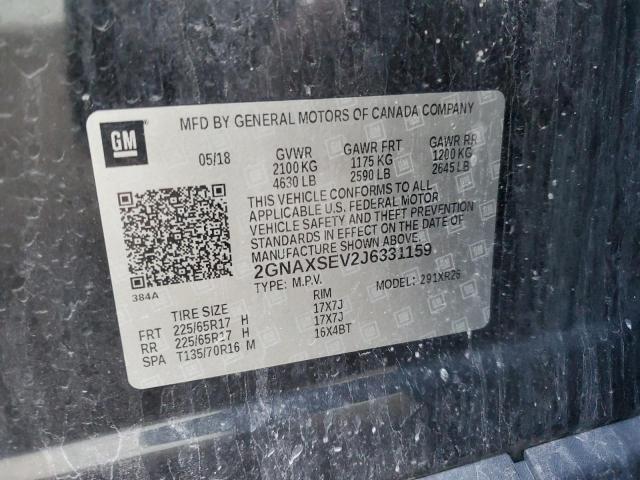 MFD BY GENERAL MOTORS OF CANADA COMPANY
GM
05/18 GVWR GAWR FRT GAWR RR
2100 KG 1175 KG 1200 KG
4630 LB 2590 LB 2645 LB
THIS VEHICLE CONFORMS TO ALL
APPLICABLE U.S. FEDERAL MOTOR
VEHICLE SAFETY AND THEFT PREVENTION
STANDARDS IN EFFECT ON THE DATE OF
MANUFACTURE SHOWN ABOVE.
2GNAXSEV2J6331159
TYPE: M.P.V. MODEL: 291XR26
384A
TIRE SIZE RIM
FRT 225/65R17 H 17X7J
RR 225/65R17 H 17X7J
SPA T135/70R16 M 16X4BT